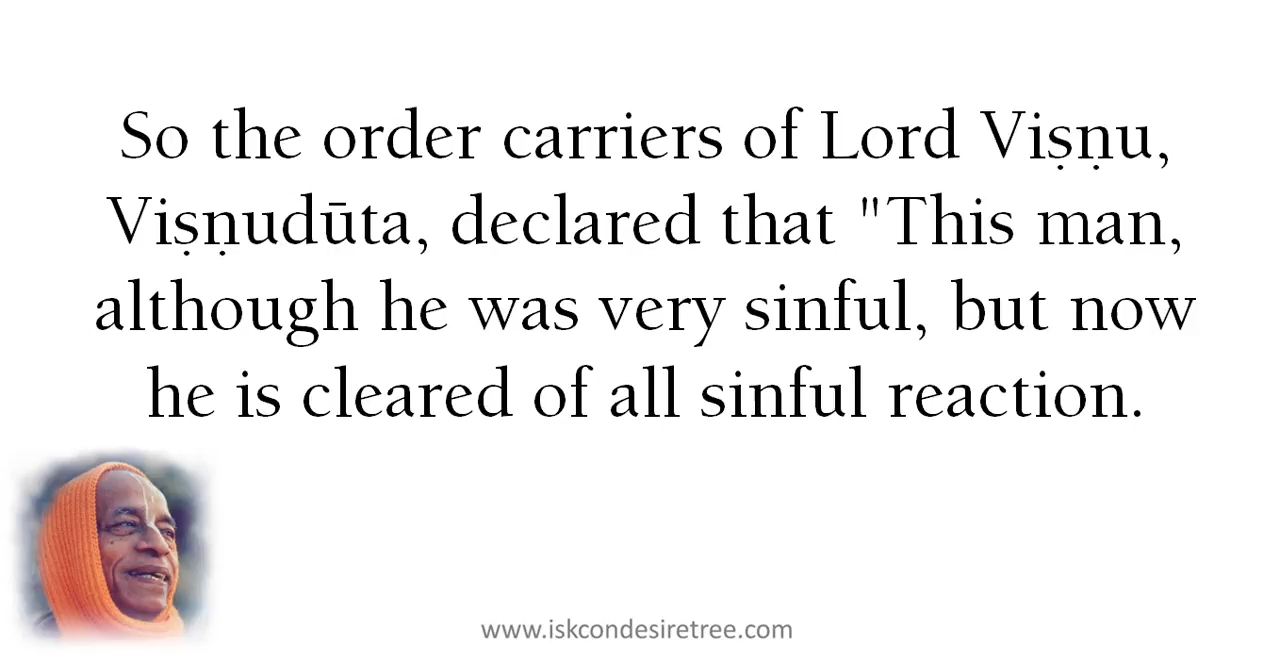 So the order carriers of Lord Viṣṇu,
Viṣṇudūta, declared that "This man,
although he was very sinful, but now
he is cleared of all sinful reaction.
www.iskcondesiretree.com